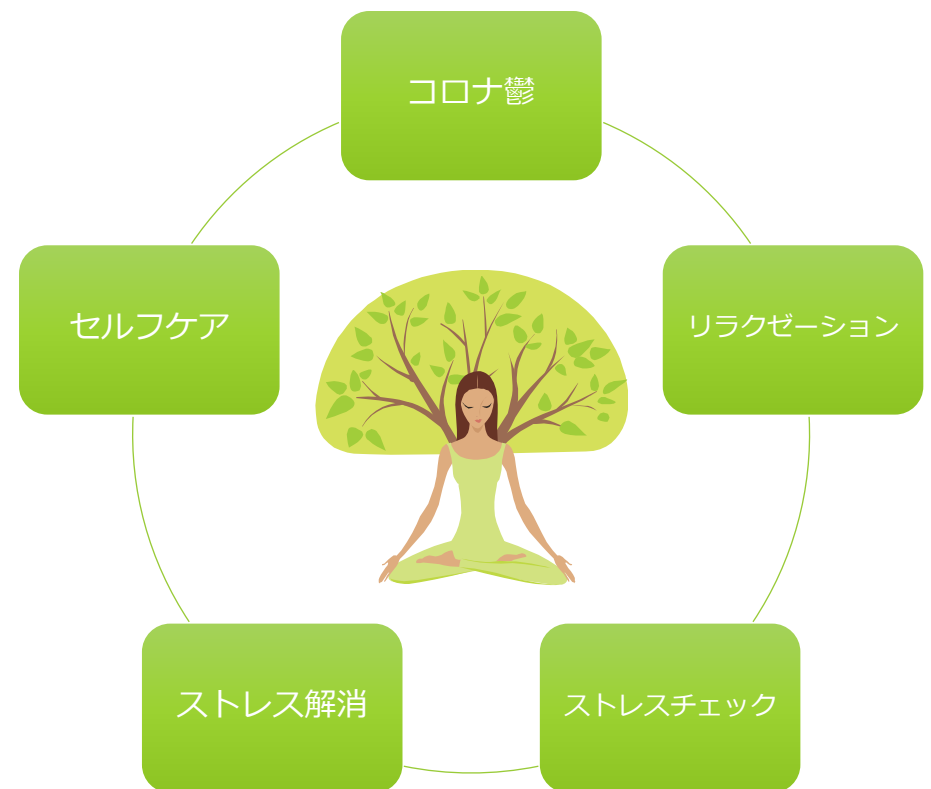 コロナ鬱
セルフケア
リラクゼーション
ストレス解消
ストレスチェック